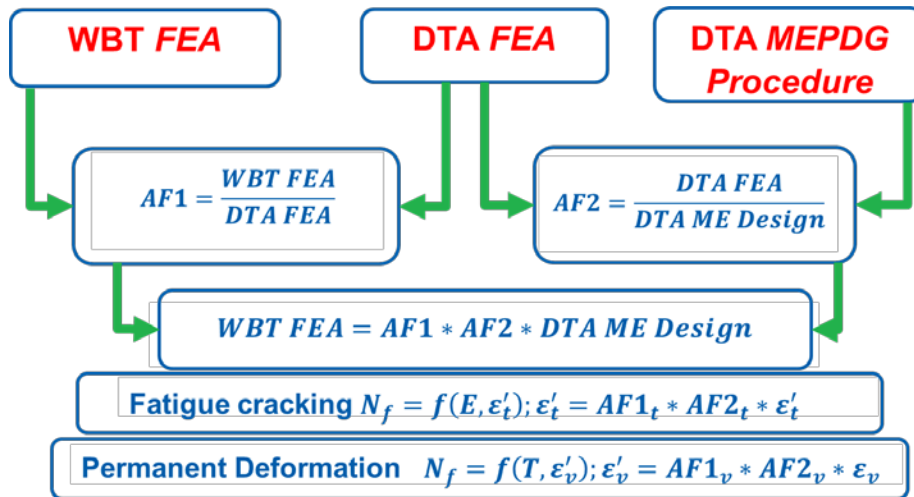 WBT FEA
DTA FEA
DTA MEPDG
Procedure
AF1 = WBT FEA / DTA FEA
AF2 = DTA FEA / DTA ME Design
WBT FEA = AF1 * AF2 * DTA ME Design
Fatigue cracking N_f = f(E, ε′_t); ε′_t = AF1_t * AF2_t * ε′_t
Permanent Deformation N_f = f(T, ε′_v); ε′_v = AF1_v * AF2_v * ε_v